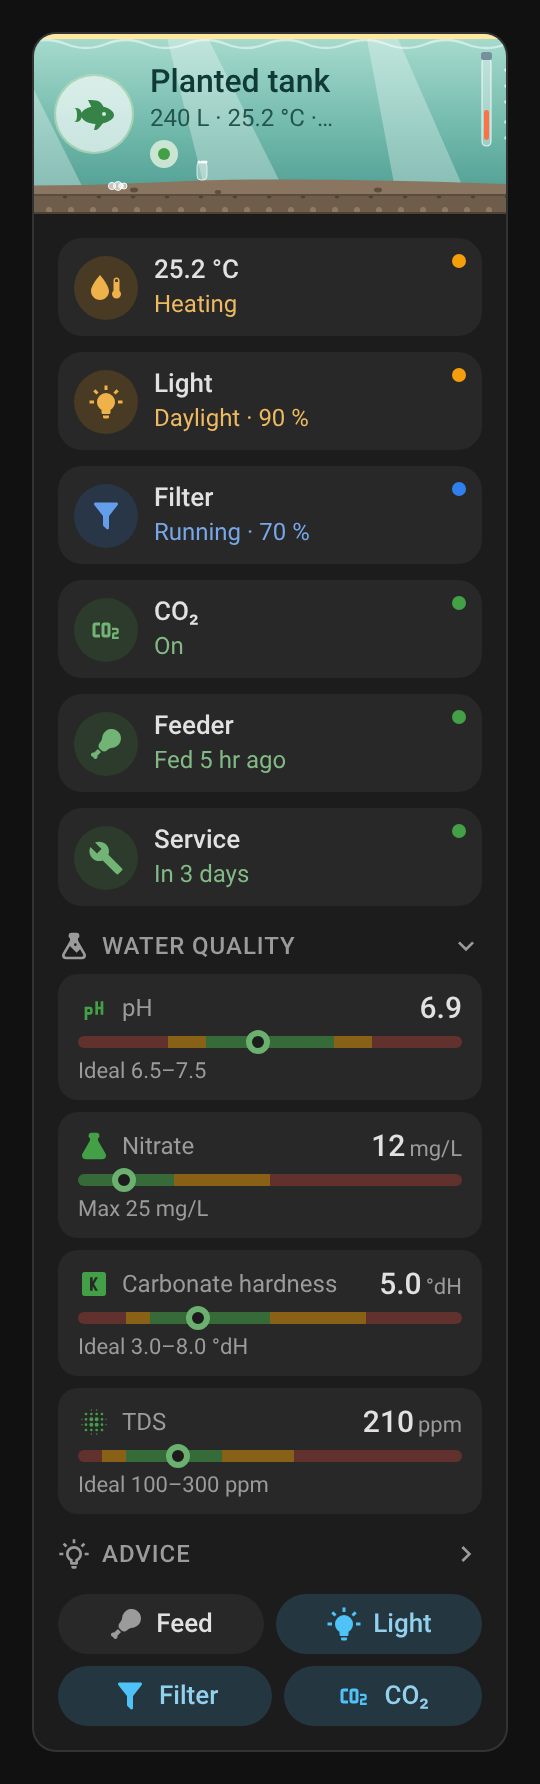 Planted tank
240 L · 25.2 °C ·...
25.2 °C
Heating
Light
Daylight · 90 %
Filter
Running · 70 %
CO₂
On
Feeder
Fed 5 hr ago
Service
In 3 days
WATER QUALITY
pH pH 6.9
Ideal 6.5–7.5
Nitrate 12 mg/L
Max 25 mg/L
K Carbonate hardness 5.0 °dH
Ideal 3.0–8.0 °dH
TDS 210 ppm
Ideal 100–300 ppm
ADVICE
Feed Light
Filter CO2 CO₂